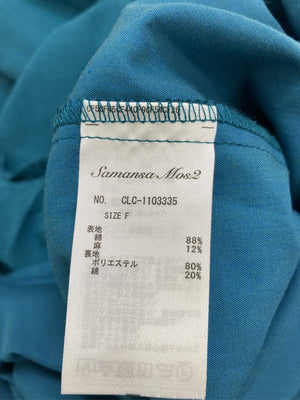 Samansa Mos2
NO. CLC-1103335
SIZE F
表地
綿 88%
麻 12%
裏地
ポリエステル 80%
綿 20%